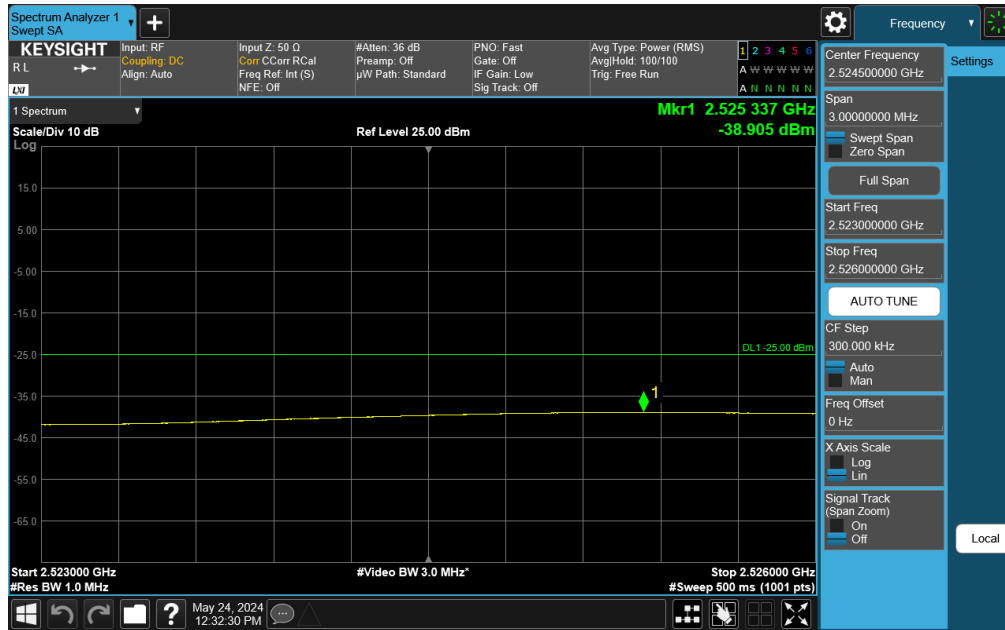 Spectrum Analyzer 1
Swept SA
+
Frequency
KEYSIGHT
R L
LXI
Input: RF
Coupling: DC
Align: Auto
Input Z: 50 Ω
Corr CCorr RCal
Freq Ref: Int (S)
NFE: Off
#Atten: 36 dB
Preamp: Off
µW Path: Standard
PNO: Fast
Gate: Off
IF Gain: Low
Sig Track: Off
Avg Type: Power (RMS)
Avg|Hold: 100/100
Trig: Free Run
1 2 3 4 5 6
A W W W W W
A N N N N N
1 Spectrum
Scale/Div 10 dB
Log
Ref Level 25.00 dBm
Mkr1 2.525 337 GHz
-38.905 dBm
15.0
5.00
-5.00
-15.0
-25.0
-35.0
-45.0
-55.0
-65.0
DL1 -25.00 dBm
1
Start 2.523000 GHz
#Res BW 1.0 MHz
#Video BW 3.0 MHz*
Stop 2.526000 GHz
#Sweep 500 ms (1001 pts)
Center Frequency
2.524500000 GHz
Span
3.00000000 MHz
Swept Span
Zero Span
Full Span
Start Freq
2.523000000 GHz
Stop Freq
2.526000000 GHz
AUTO TUNE
CF Step
300.000 kHz
Auto
Man
Freq Offset
0 Hz
X Axis Scale
Log
Lin
Signal Track
(Span Zoom)
On
Off
Settings
Local
?
May 24, 2024
12:32:30 PM